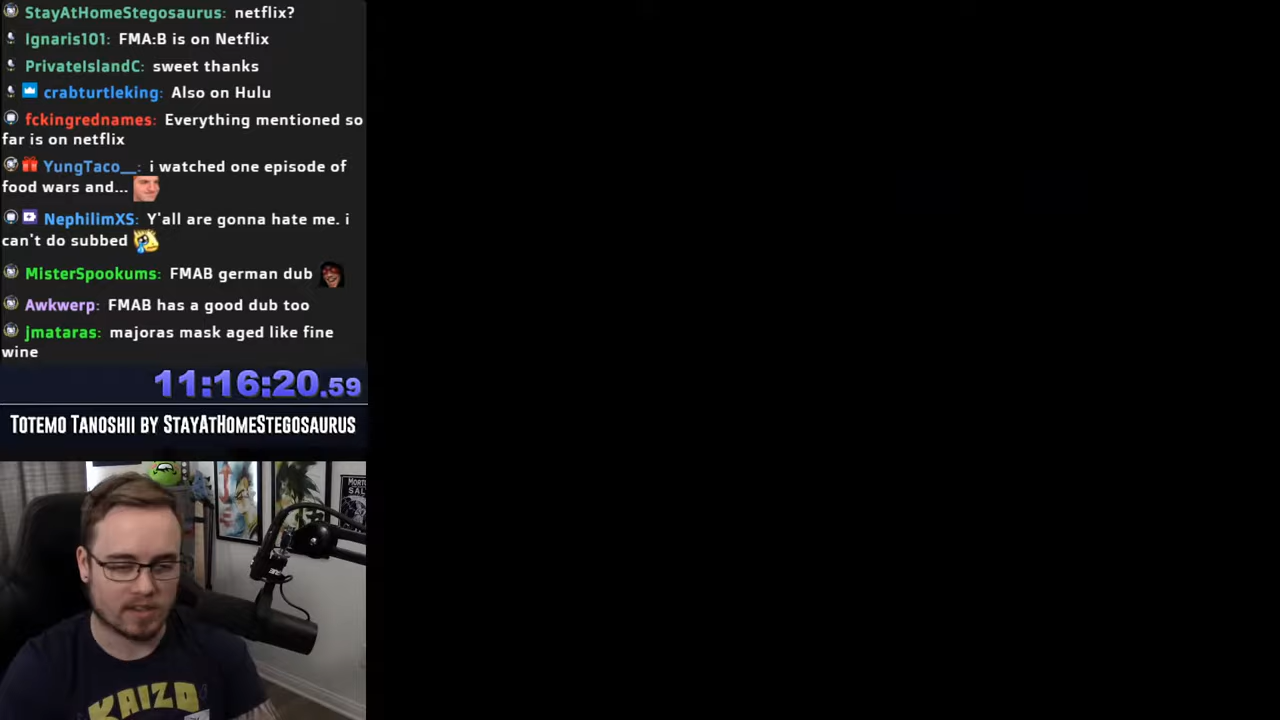 StayAtHomeStegosaurus: netflix?
Ignaris101: FMA:B is on Netflix
PrivateIslandC: sweet thanks
crabturtleking: Also on Hulu
fckingrednames: Everything mentioned so
far is on netflix
YungTaco__: i watched one episode of
food wars and...
NephilimXS: Y'all are gonna hate me. i
can't do subbed
MisterSpookums: FMAB german dub
Awkwerp: FMAB has a good dub too
jmataras: majoras mask aged like fine
wine
11:16:20.59
TOTEMO TANOSHII BY STAYATHOMESTEGOSAURUS
KAIZO